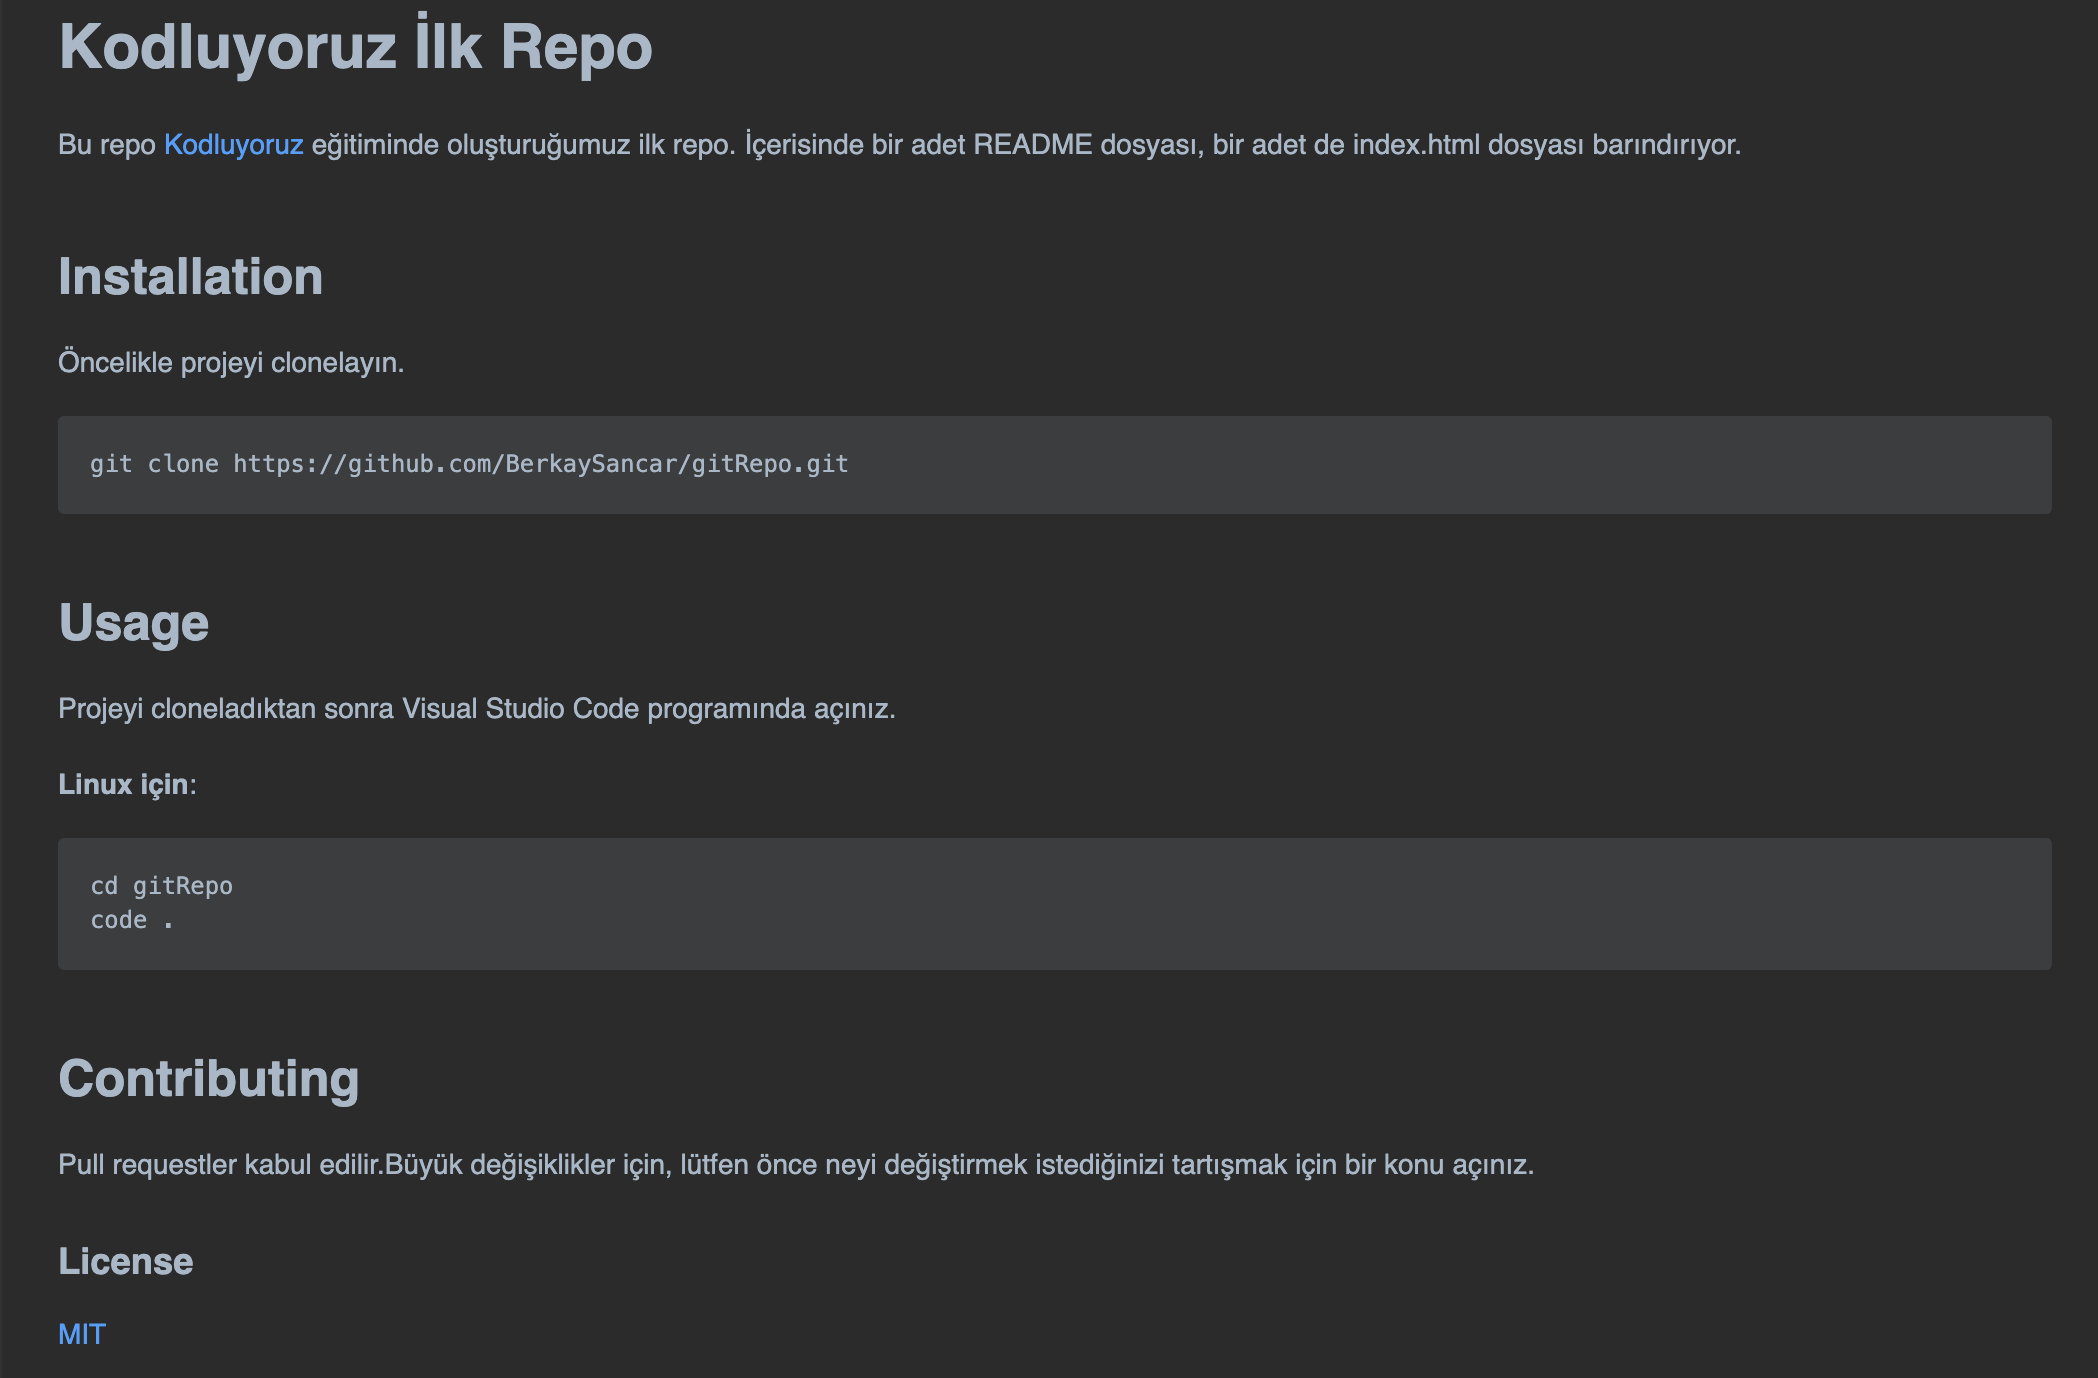 Kodluyoruz İlk Repo
Bu repo Kodluyoruz eğitiminde oluşturuğumuz ilk repo. İçerisinde bir adet README dosyası, bir adet de index.html dosyası barındırıyor.
Installation
Öncelikle projeyi clonelayın.
git clone https://github.com/BerkaySancar/gitRepo.git
Usage
Projeyi cloneladıktan sonra Visual Studio Code programında açınız.
Linux için:
cd gitRepo
code .
Contributing
Pull requestler kabul edilir.Büyük değişiklikler için, lütfen önce neyi değiştirmek istediğinizi tartışmak için bir konu açınız.
License
MIT